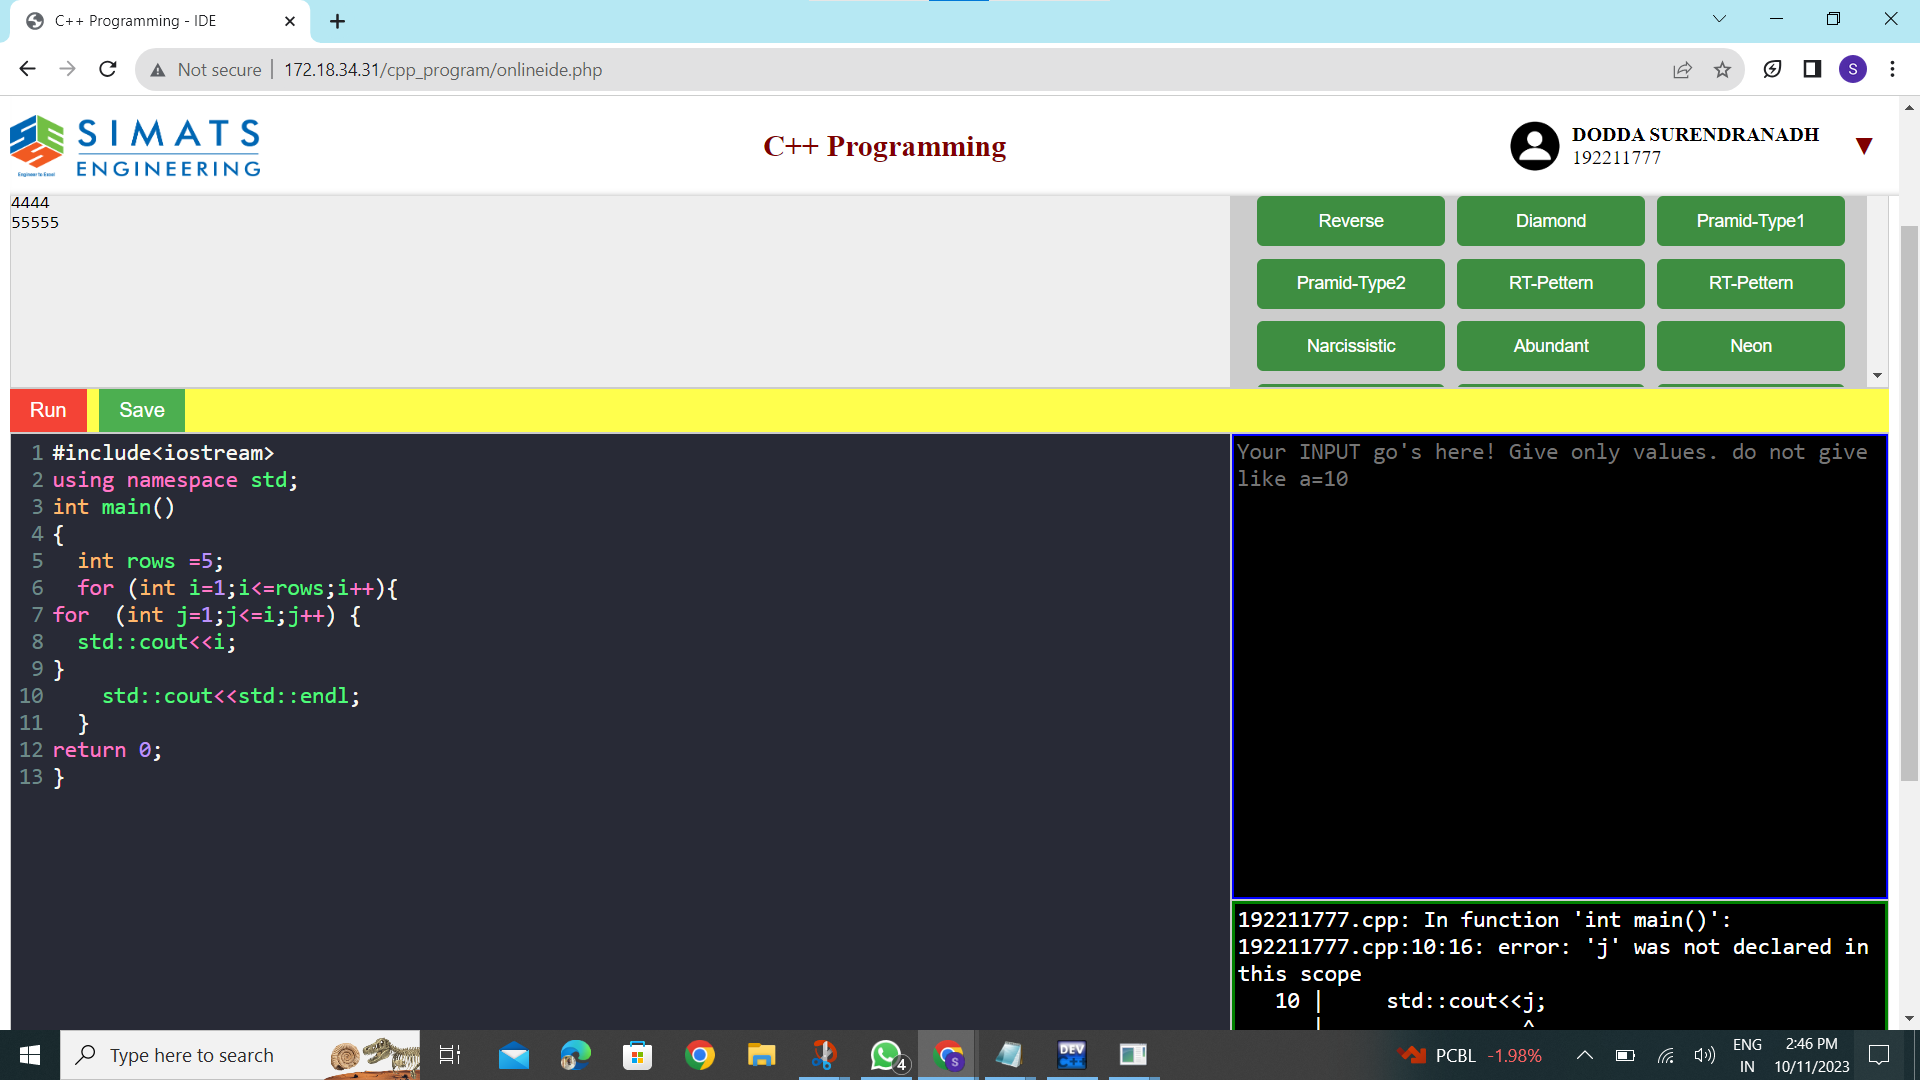 C++ Programming - IDE
Not secure | 172.18.34.31/cpp_program/onlineide.php
S
SIMATS
ENGINEERING
Engineer to Excel
C++ Programming
DODDA SURENDRANADH
192211777
4444
55555
Reverse
Diamond
Pramid-Type1
Pramid-Type2
RT-Pettern
RT-Pettern
Narcissistic
Abundant
Neon
Run
Save
1 #include<iostream>
2 using namespace std;
3 int main()
4 {
5   int rows =5;
6   for (int i=1;i<=rows;i++){
7 for  (int j=1;j<=i;j++) {
8   std::cout<<i;
9 }
10     std::cout<<std::endl;
11   }
12 return 0;
13 }
Your INPUT go's here! Give only values. do not give
like a=10
192211777.cpp: In function 'int main()':
192211777.cpp:10:16: error: 'j' was not declared in
this scope
   10 |     std::cout<<j;
      |                ^
Type here to search
4
S
DEV
C++
PCBL -1.98%
ENG
IN
2:46 PM
10/11/2023